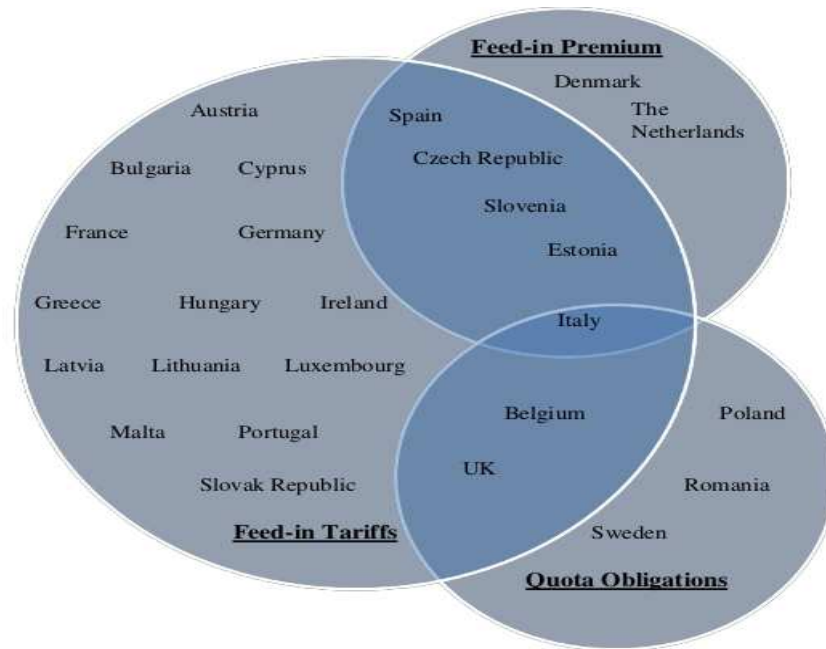 Feed-in Premium
Denmark
The
Netherlands
Austria
Spain
Bulgaria
Cyprus
Czech Republic
Slovenia
France
Germany
Estonia
Greece
Hungary
Ireland
Italy
Latvia
Lithuania
Luxembourg
Belgium
Poland
Malta
Portugal
UK
Slovak Republic
Romania
Feed-in Tariffs
Sweden
Quota Obligations